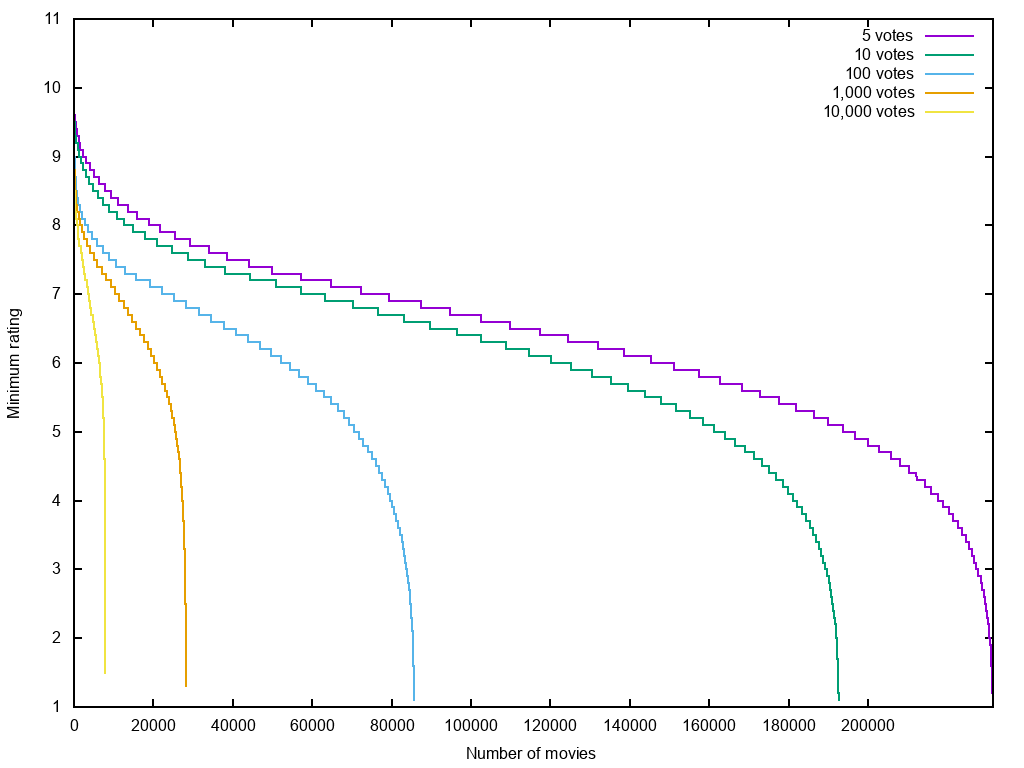 11
10
9
8
7
6
5
4
3
2
1
Minimum rating
5 votes
10 votes
100 votes
1,000 votes
10,000 votes
0 20000 40000 60000 80000 100000 120000 140000 160000 180000 200000
Number of movies